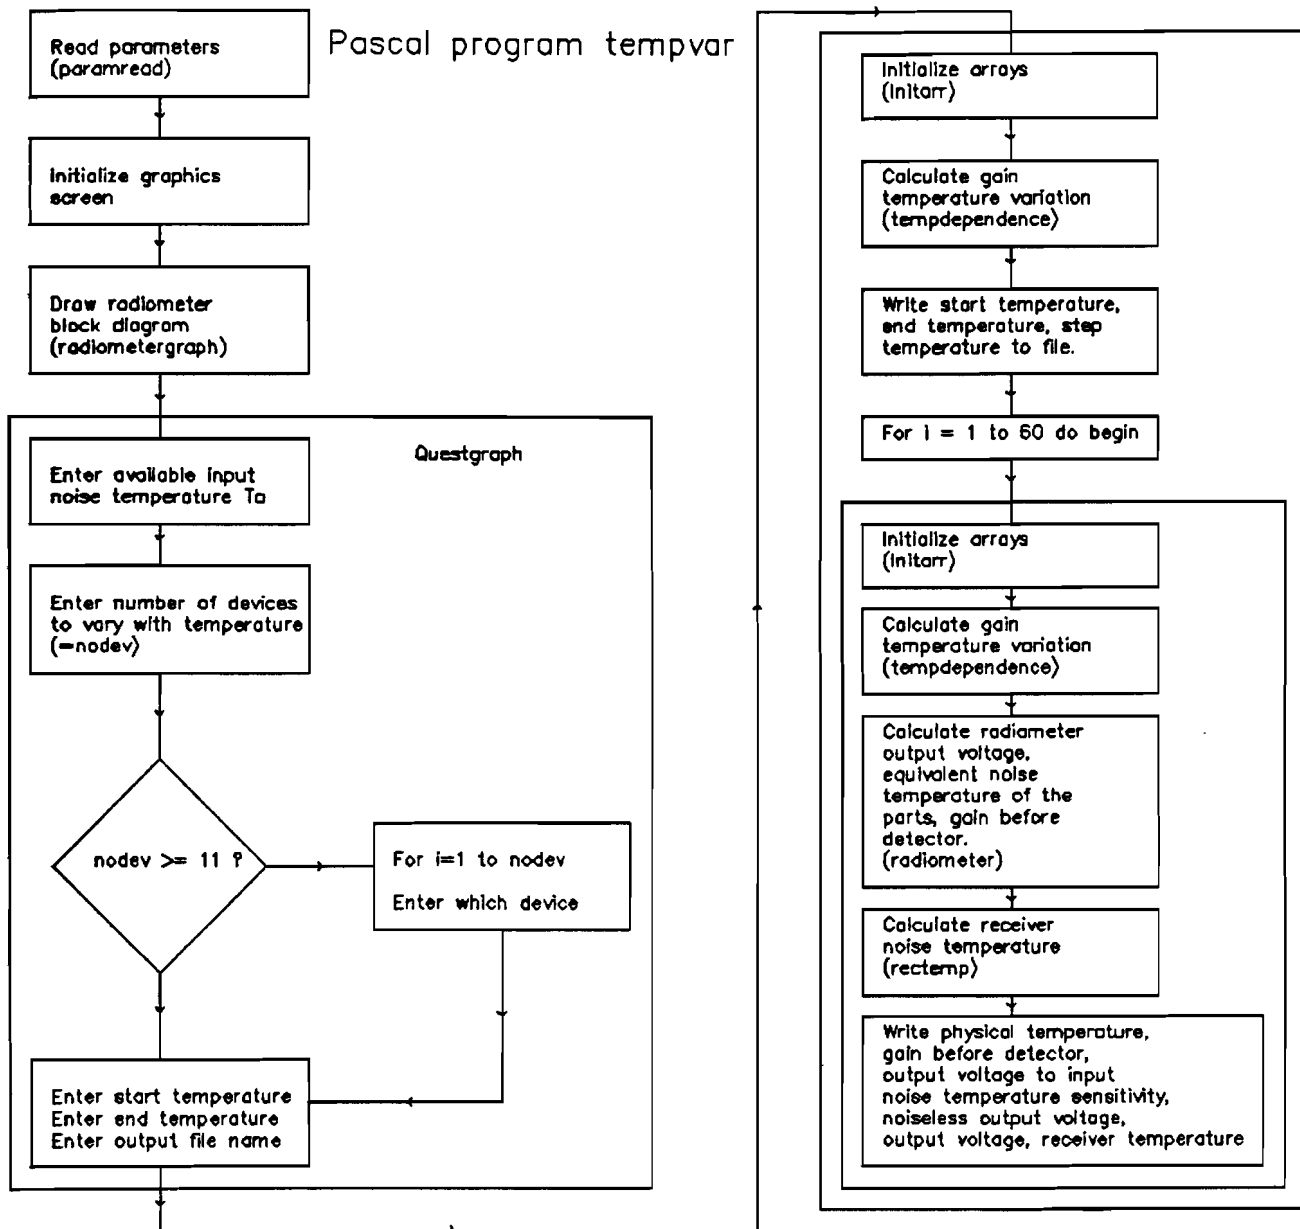 Pascal program tempvar
Read parameters
(paramread)
Initialize graphics
screen
Draw radiometer
block diagram
(radiometergraph)
Questgraph
Enter available input
noise temperature Ta
Enter number of devices
to vary with temperature
(=nodev)
nodev >= 11 ?
For i=1 to nodev
Enter which device
Enter start temperature
Enter end temperature
Enter output file name
Initialize arrays
(initarr)
Calculate gain
temperature variation
(tempdependence)
Write start temperature,
end temperature, step
temperature to file.
For i = 1 to 60 do begin
Initialize arrays
(initarr)
Calculate gain
temperature variation
(tempdependence)
Calculate radiameter
output voltage,
equivalent noise
temperature of the
parts, gain before
detector.
(radiometer)
Calculate receiver
noise temperature
(rectemp)
Write physical temperature,
gain before detector,
output voltage to input
noise temperature sensitivity,
noiseless output voltage,
output voltage, receiver temperature